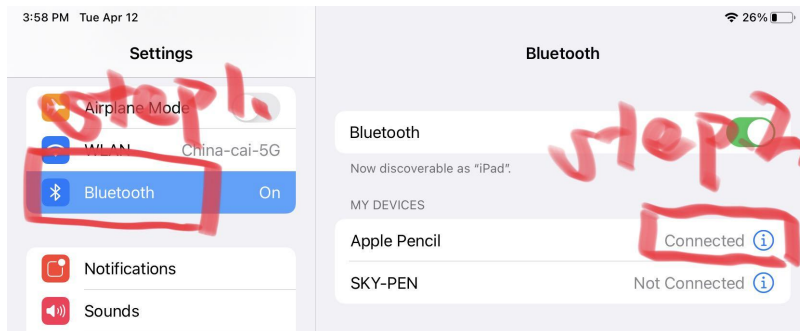 3:58 PM Tue Apr 12
26%
Settings
step1.
Airplane Mode
WLAN China-cai-5G
Bluetooth On
Notifications
Sounds
Bluetooth
step2
Bluetooth
Now discoverable as “iPad”.
MY DEVICES
Apple Pencil Connected
SKY-PEN Not Connected